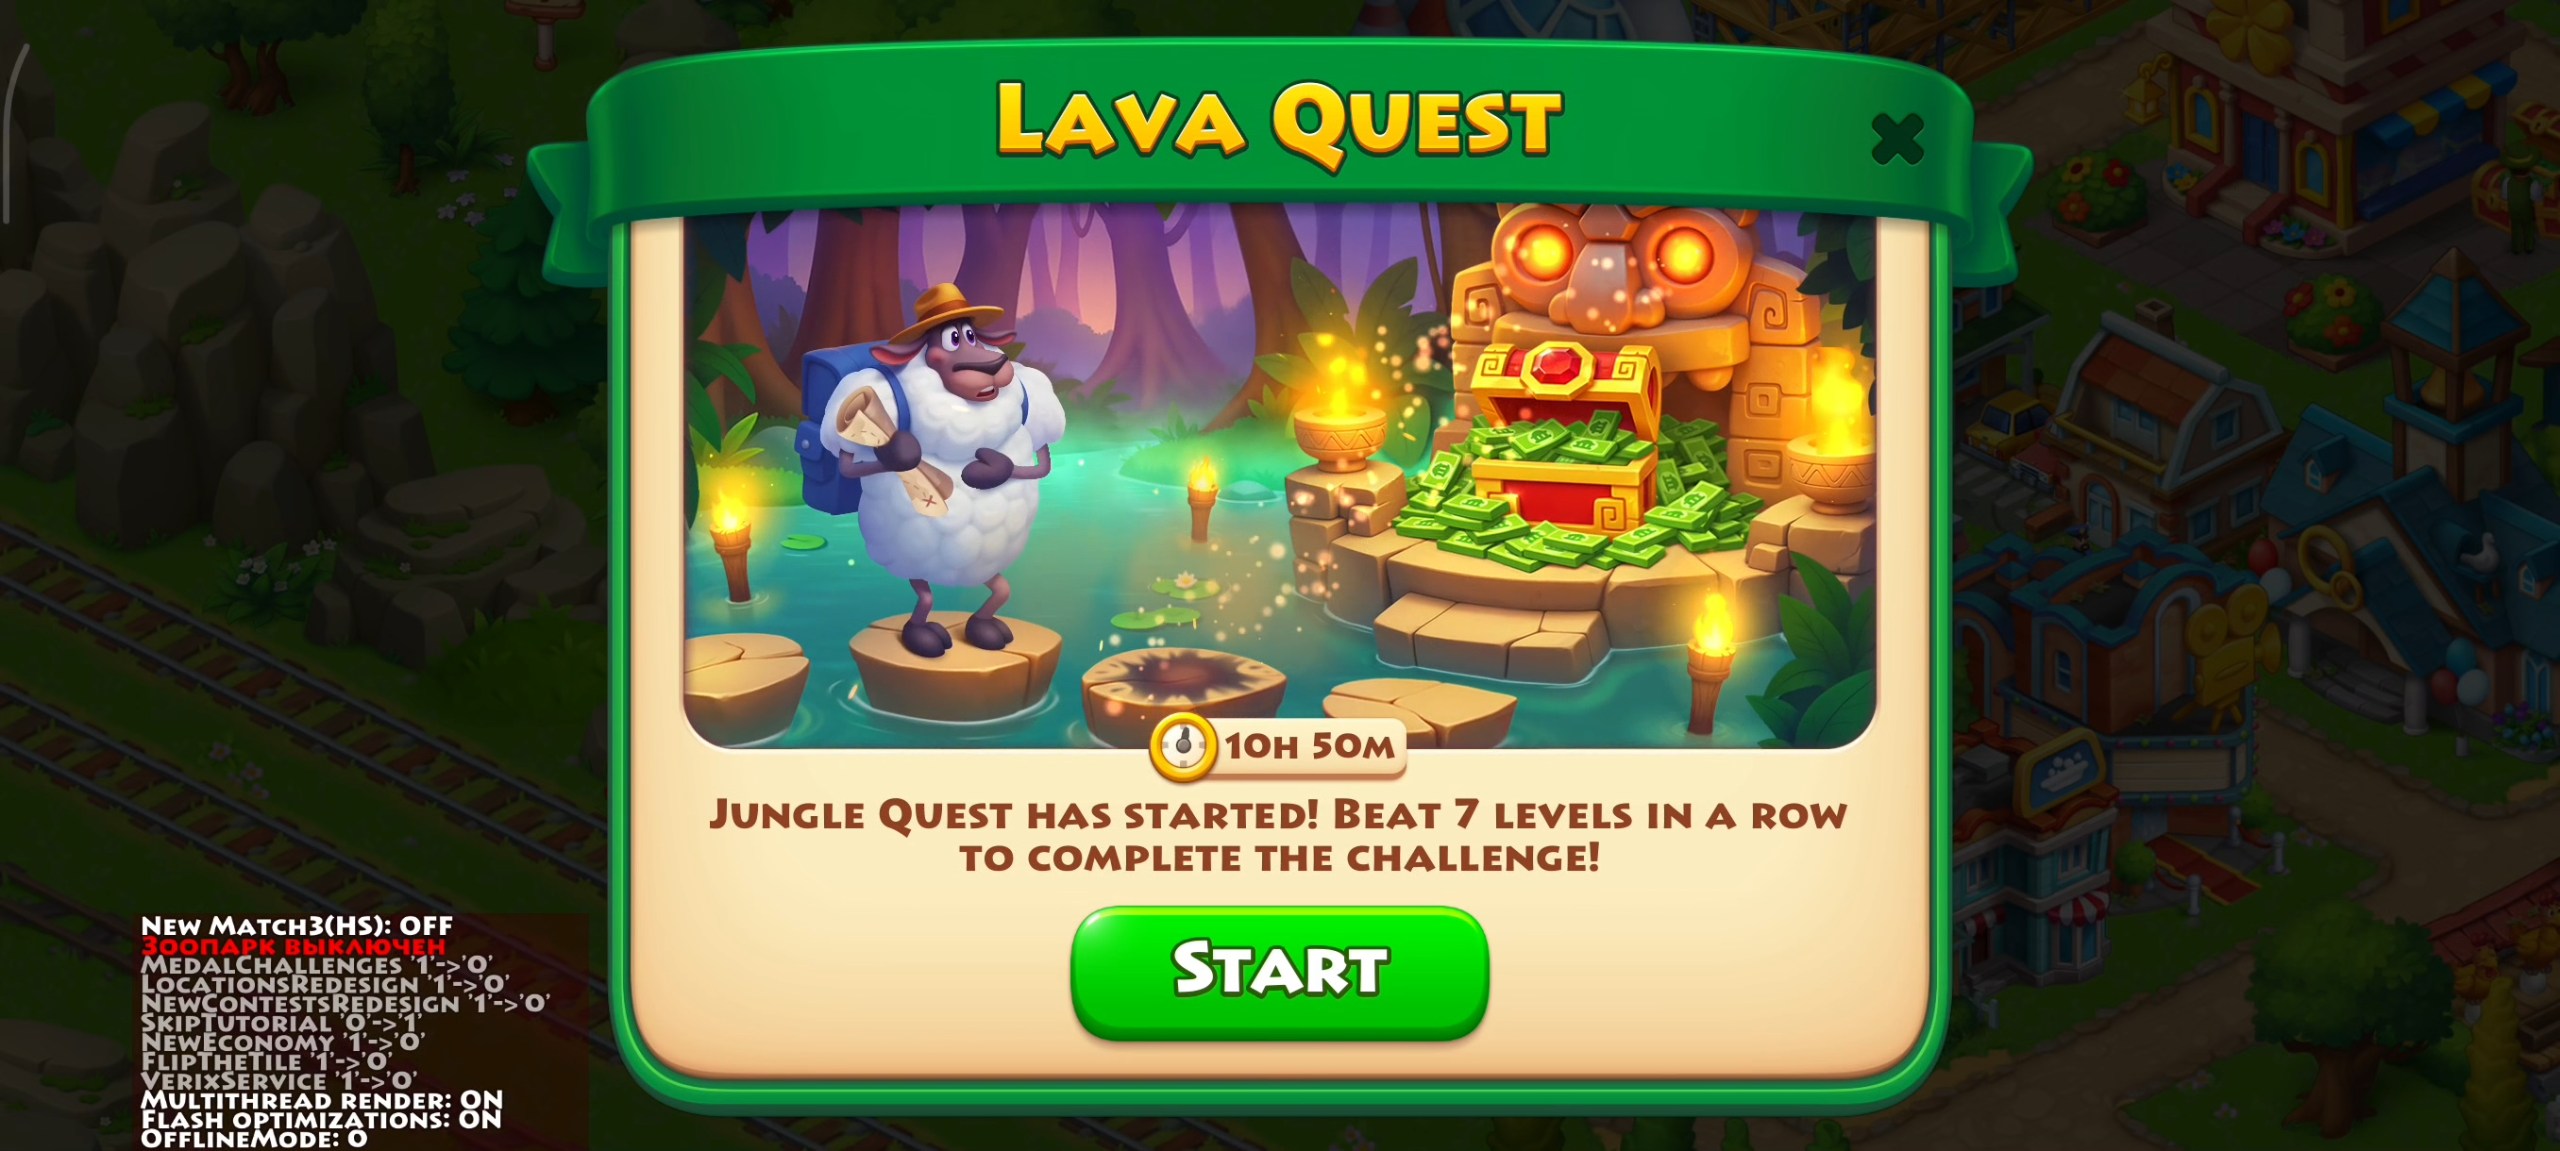 LAVA QUEST
10H 50M
JUNGLE QUEST HAS STARTED! BEAT 7 LEVELS IN A ROW
TO COMPLETE THE CHALLENGE!
START
NEW MATCH3(HS): OFF
ЗООПАРК ВЫКЛЮЧЕН
MEDALCHALLENGES '1'->'0'
LOCATIONSREDESIGN '1'->'0'
NEWCONTESTSREDESIGN '1'->'0'
SKIPTUTORIAL '0'->'1'
NEWECONOMY '1'->'0'
FLIPTHETILE '1'->'0'
VERIXSERVICE '1'->'0'
MULTITHREAD RENDER: ON
FLASH OPTIMIZATIONS: ON
OFFLINEMODE: 0